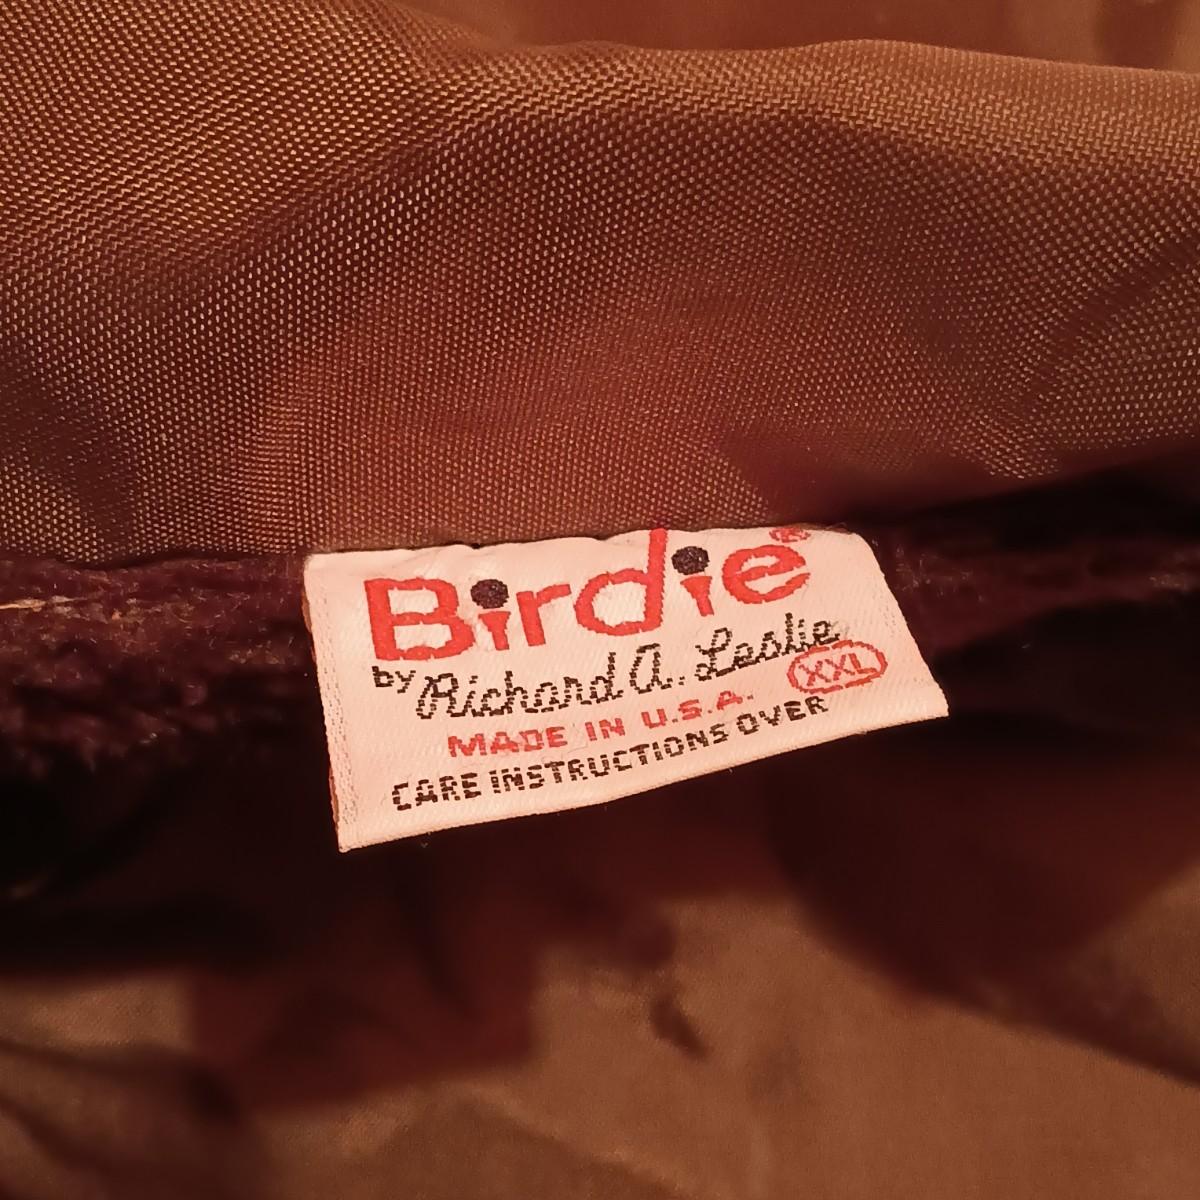 Birdie®
by Richard A. Leslie
XXL
MADE IN U.S.A.
CARE INSTRUCTIONS OVER